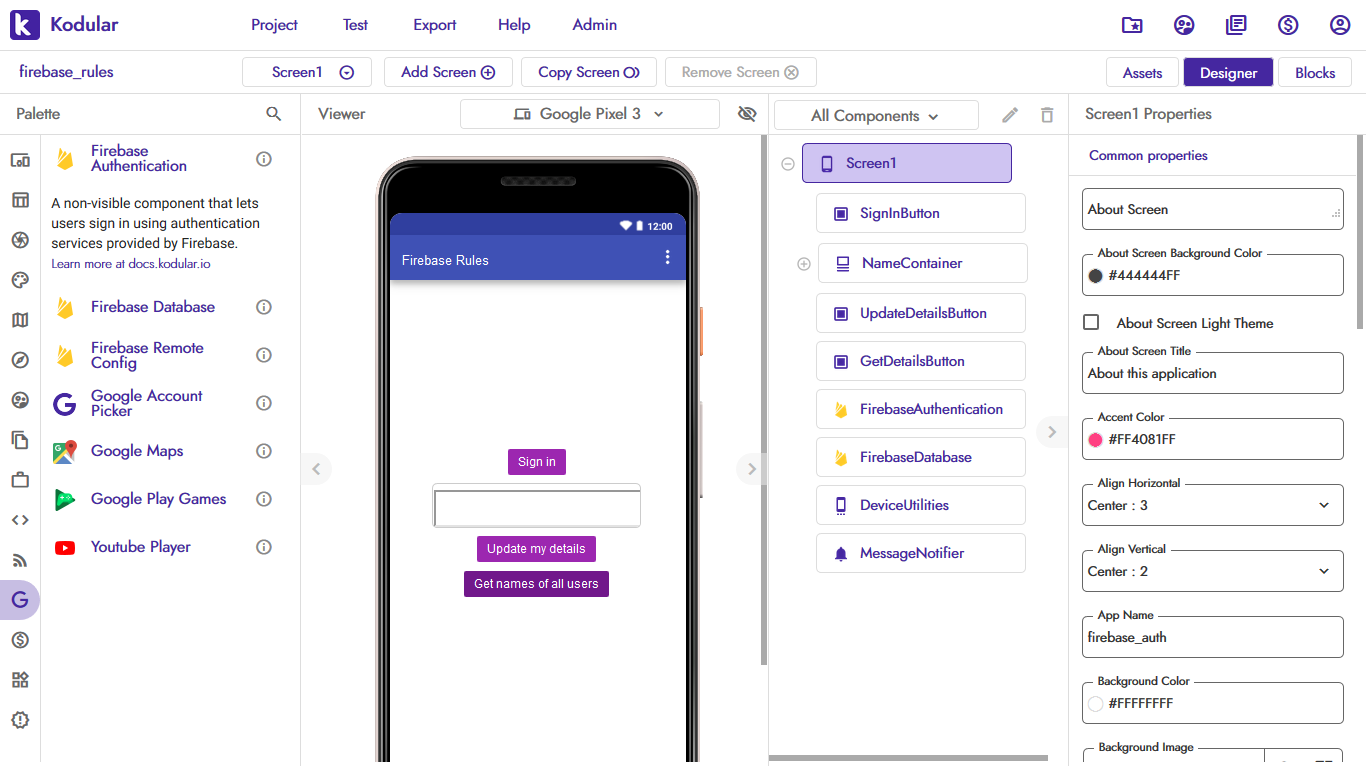 Kodular
Project
Test
Export
Help
Admin
firebase_rules
Screen1
Add Screen
Copy Screen
Remove Screen
Assets
Designer
Blocks
Palette
Firebase
Authentication
A non-visible component that lets
users sign in using authentication
services provided by Firebase.
Learn more at docs.kodular.io
Firebase Database
Firebase Remote
Config
Google Account
Picker
Google Maps
Google Play Games
Youtube Player
Viewer
Google Pixel 3
12:00
Firebase Rules
Sign in
Update my details
Get names of all users
All Components
Screen1
SignInButton
NameContainer
UpdateDetailsButton
GetDetailsButton
FirebaseAuthentication
FirebaseDatabase
DeviceUtilities
MessageNotifier
Screen1 Properties
Common properties
About Screen
About Screen Background Color
#444444FF
About Screen Light Theme
About Screen Title
About this application
Accent Color
#FF4081FF
Align Horizontal
Center : 3
Align Vertical
Center : 2
App Name
firebase_auth
Background Color
#FFFFFFFF
Background Image